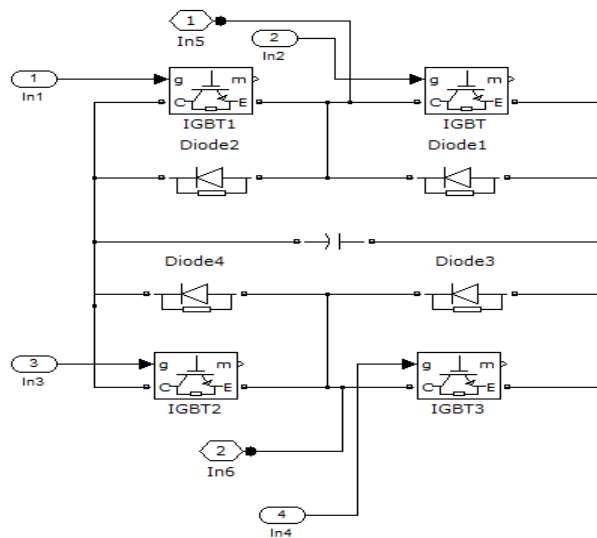 1
In5
2
In2
1
In1
g m
C E
IGBT1
g m
C E
IGBT
Diode2
Diode1
Diode4
Diode3
3
In3
g m
C E
IGBT2
g m
C E
IGBT3
2
In6
4
In4